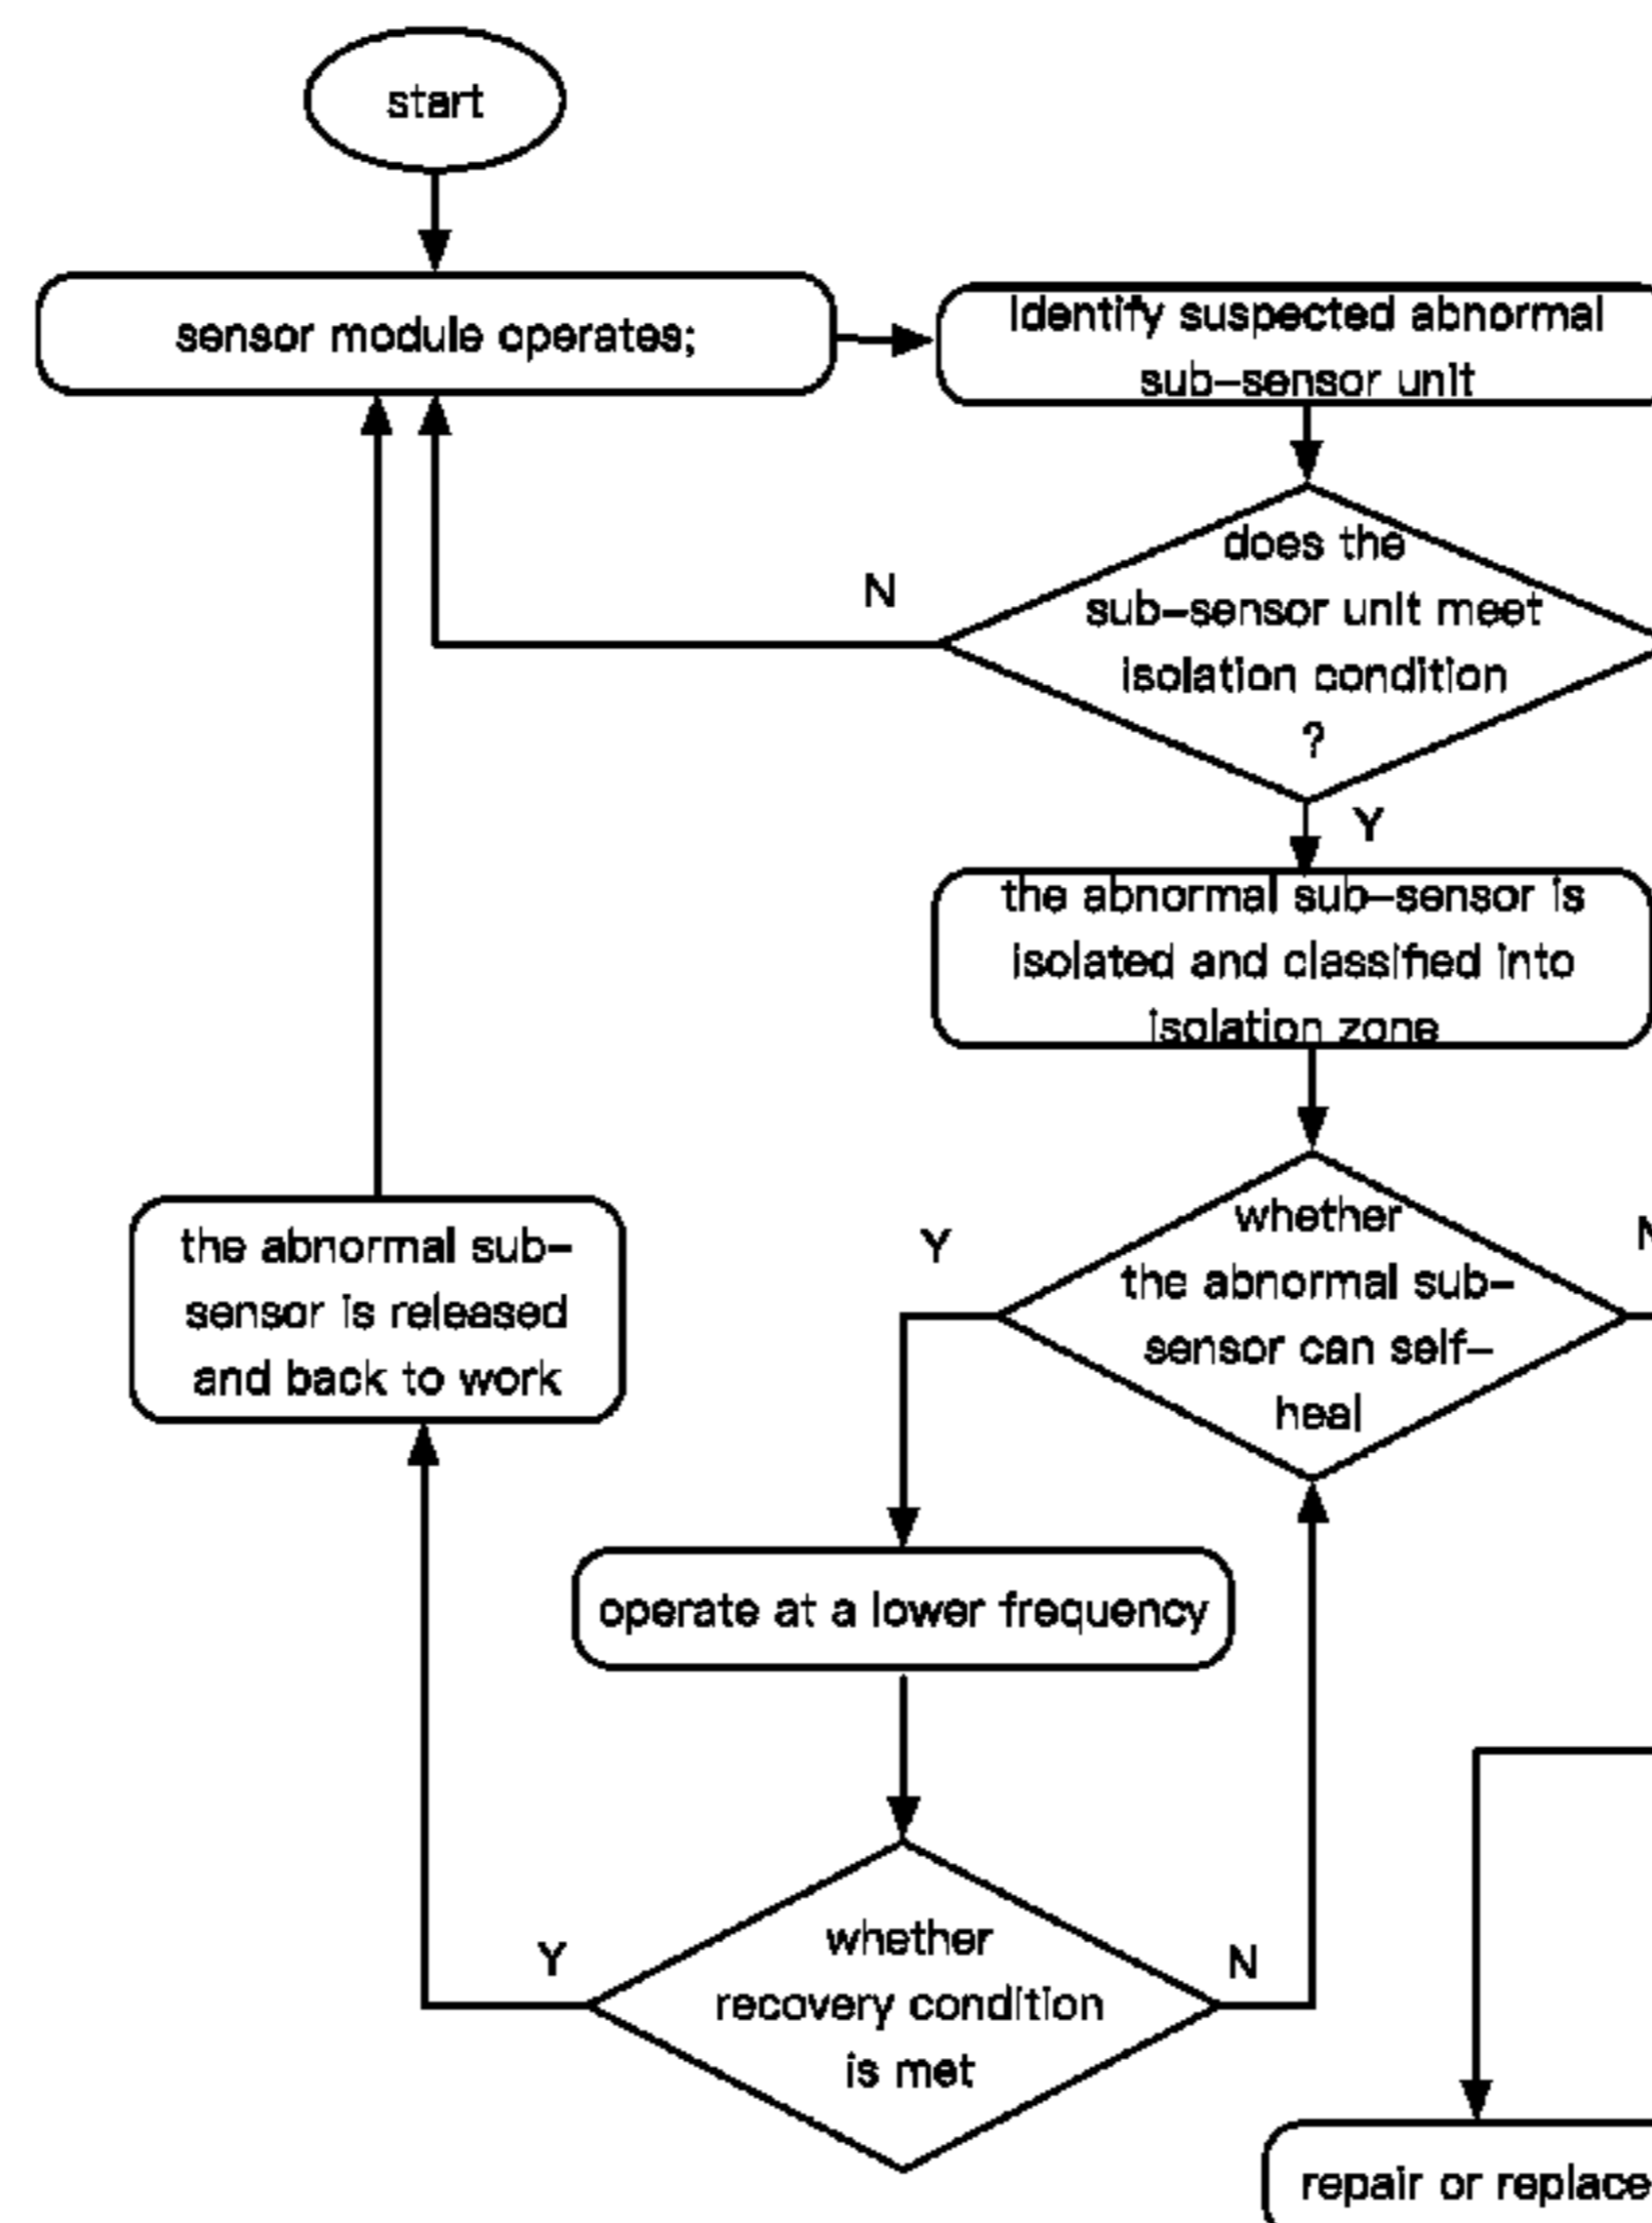 start
sensor module operates;
Identify suspected abnormal
sub-sensor unit
does the
sub-sensor unit meet
isolation condition
?
N
Y
the abnormal sub-sensor is
isolated and classified into
isolation zone
whether
the abnormal sub-
sensor can self-
heal
Y
N
the abnormal sub-
sensor is released
and back to work
operate at a lower frequency
whether
recovery condition
is met
Y
N
repair or replace